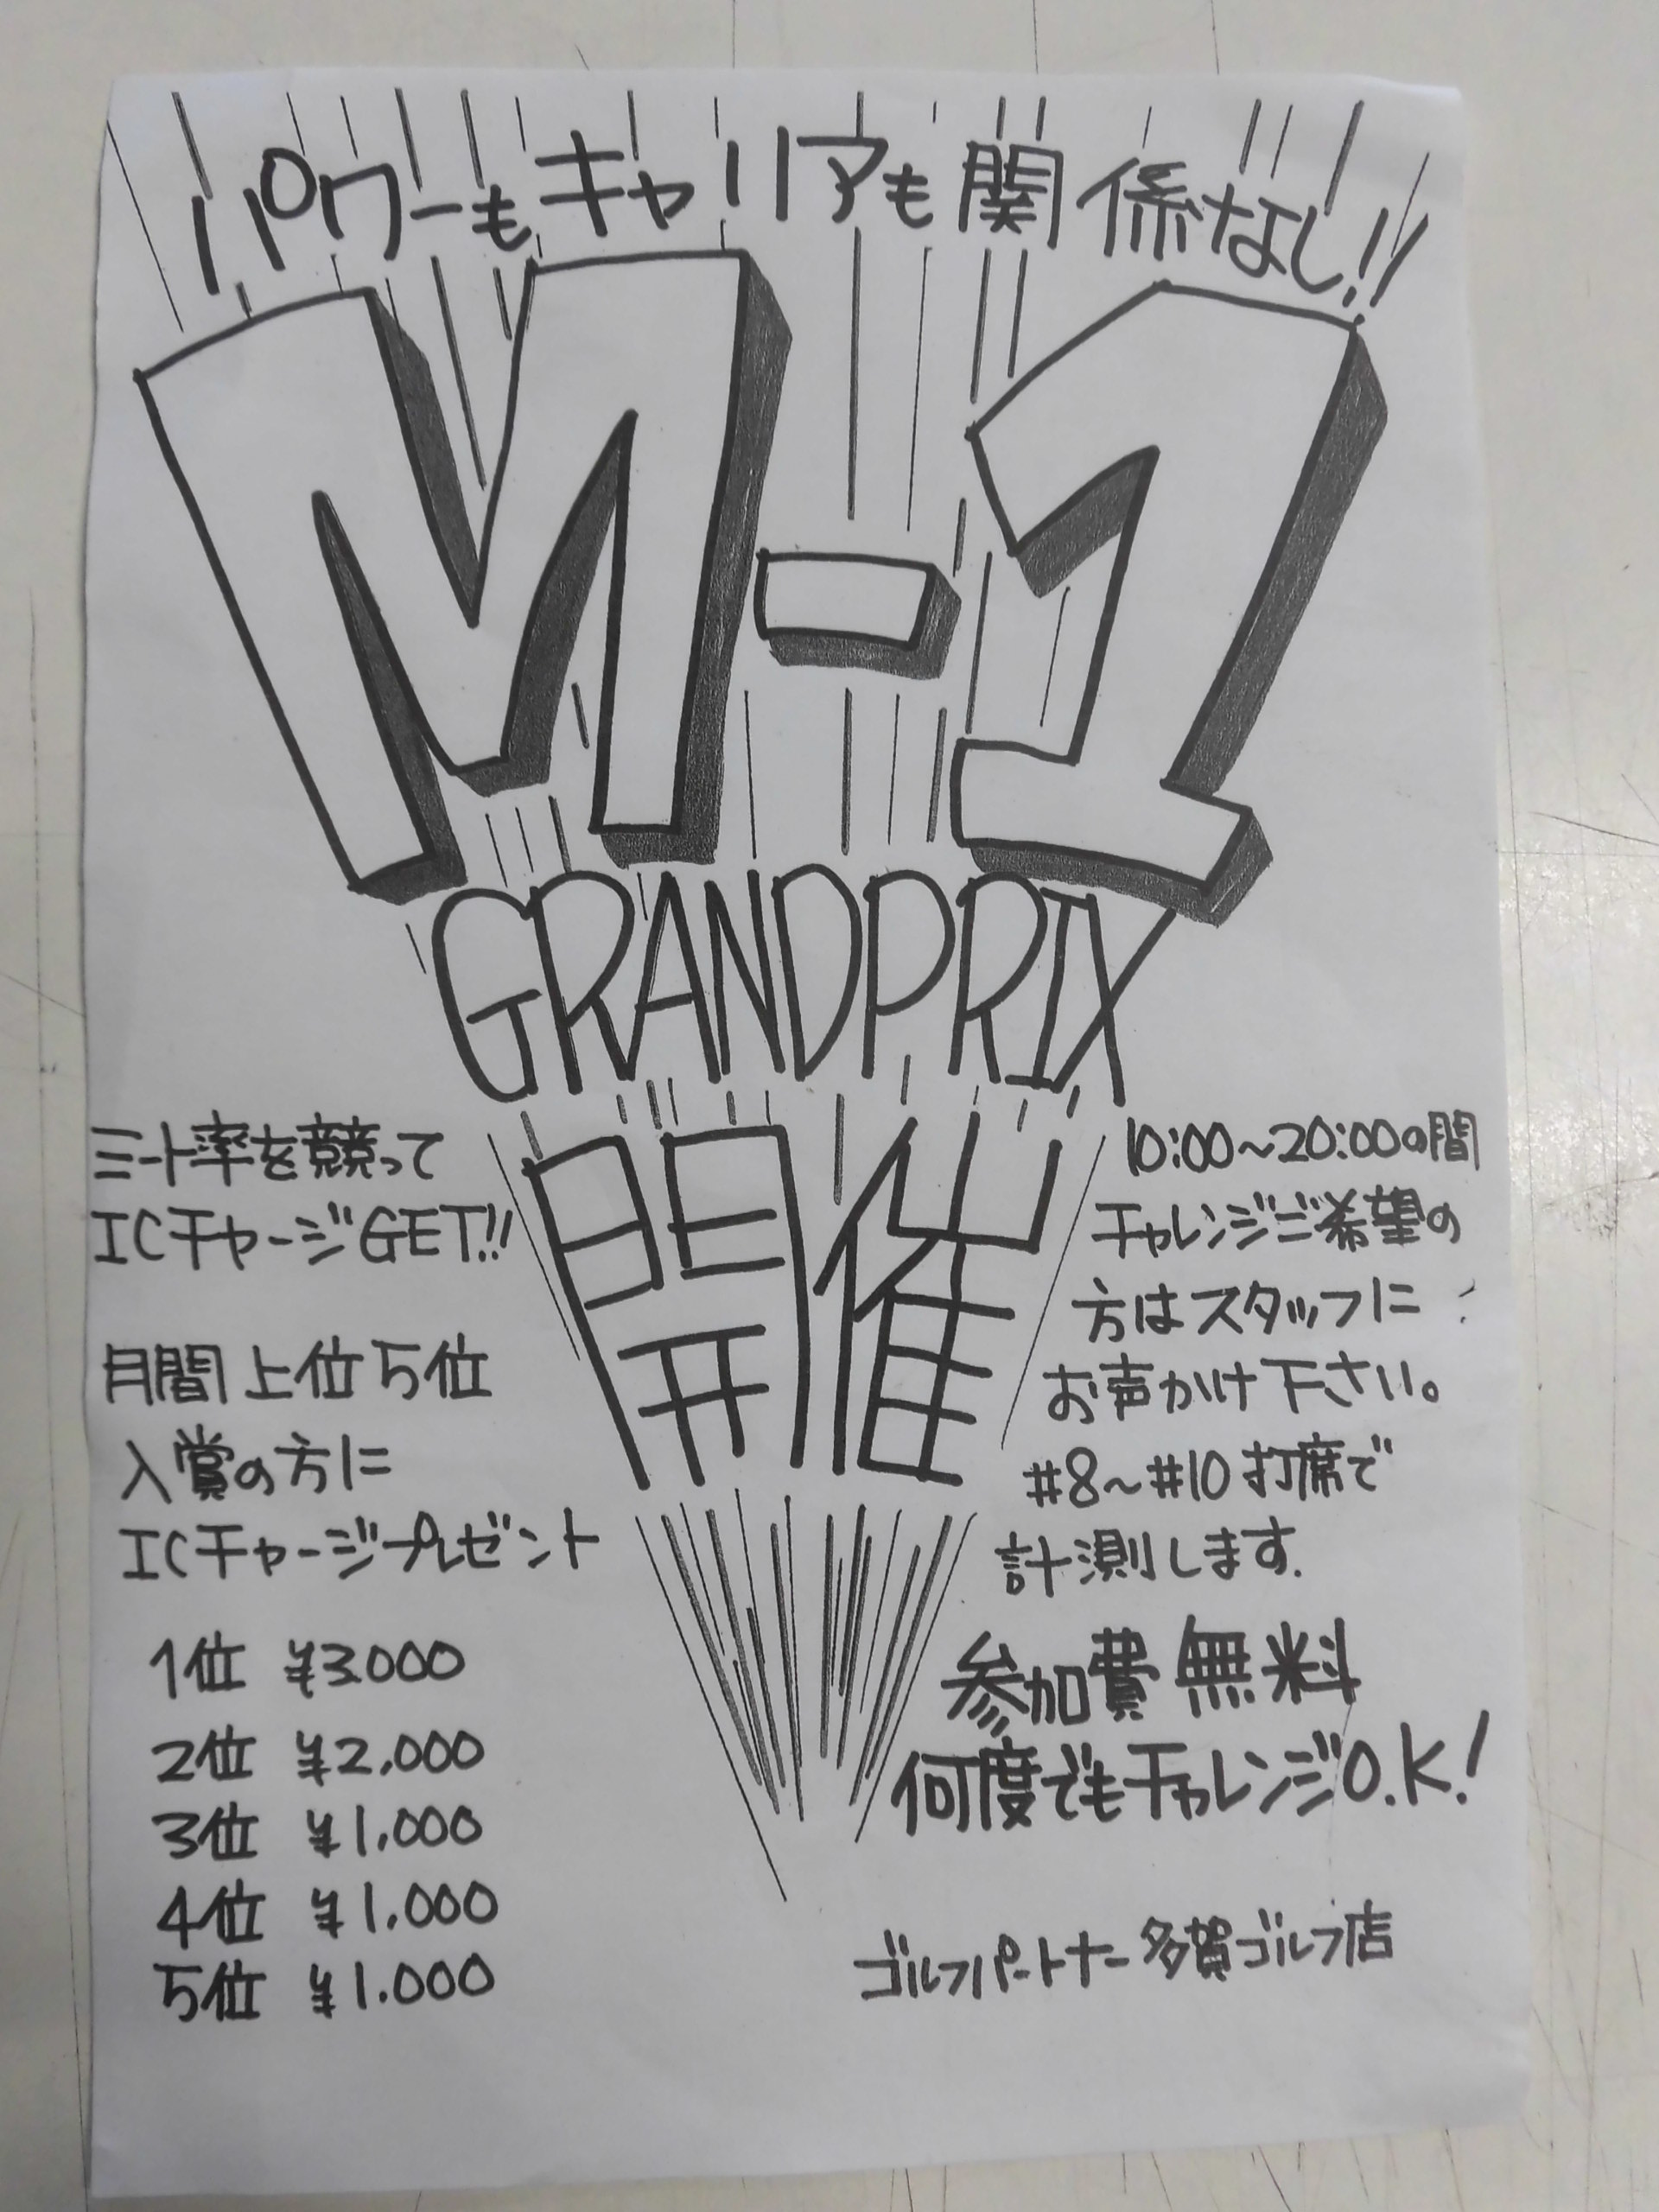 パワーもキャリアも関係なし!!
M-1
GRANDPRIX
開催
ミート率を競って
ICチャージGET!!
月間上位5位
入賞の方に
ICチャージプレゼント
1位 ¥3.000
2位 ¥2,000
3位 ¥1,000
4位 ¥1.000
5位 ¥1.000
10:00~20:00の間
チャレンジご希望の
方はスタッフに
お声かけ下さい。
#8~#10打席で
計測します.
参加費無料
何度でもチャレンジO.K!
ゴルフパートナー多賀ゴルフ店